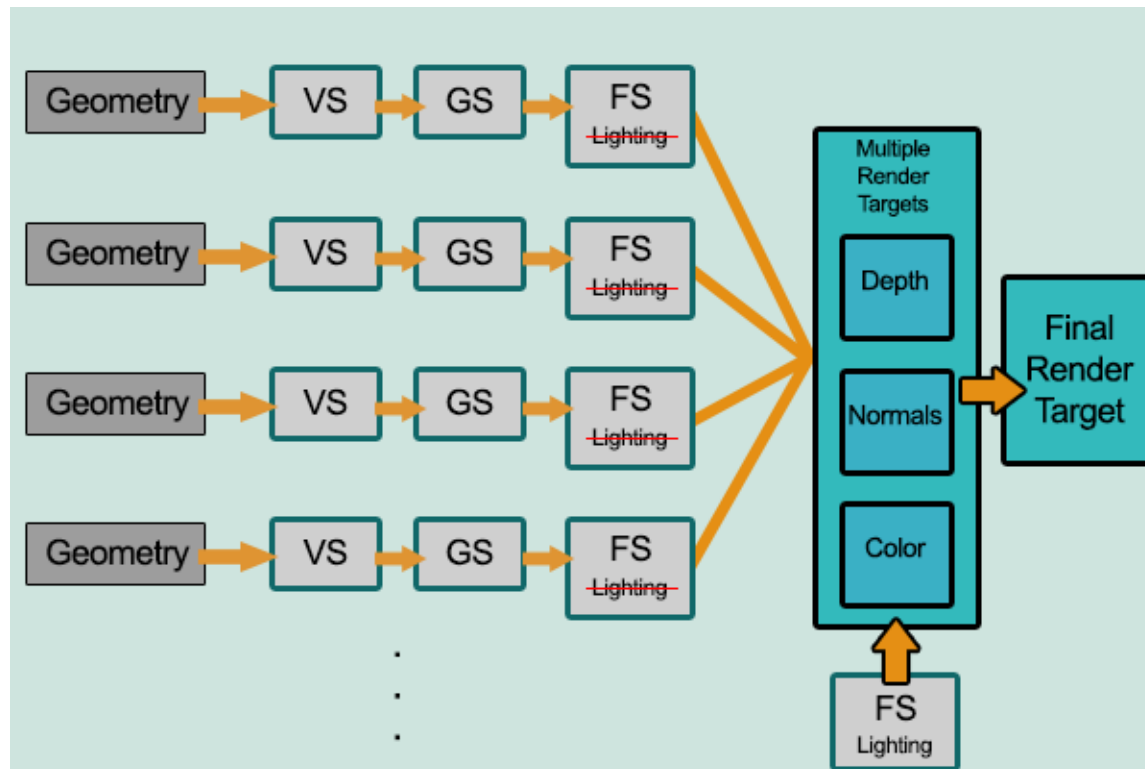 Geometry
VS
GS
FS
Lighting
Geometry
VS
GS
FS
Lighting
Geometry
VS
GS
FS
Lighting
Geometry
VS
GS
FS
Lighting
.
.
.
Multiple
Render
Targets
Depth
Normals
Color
FS
Lighting
Final
Render
Target